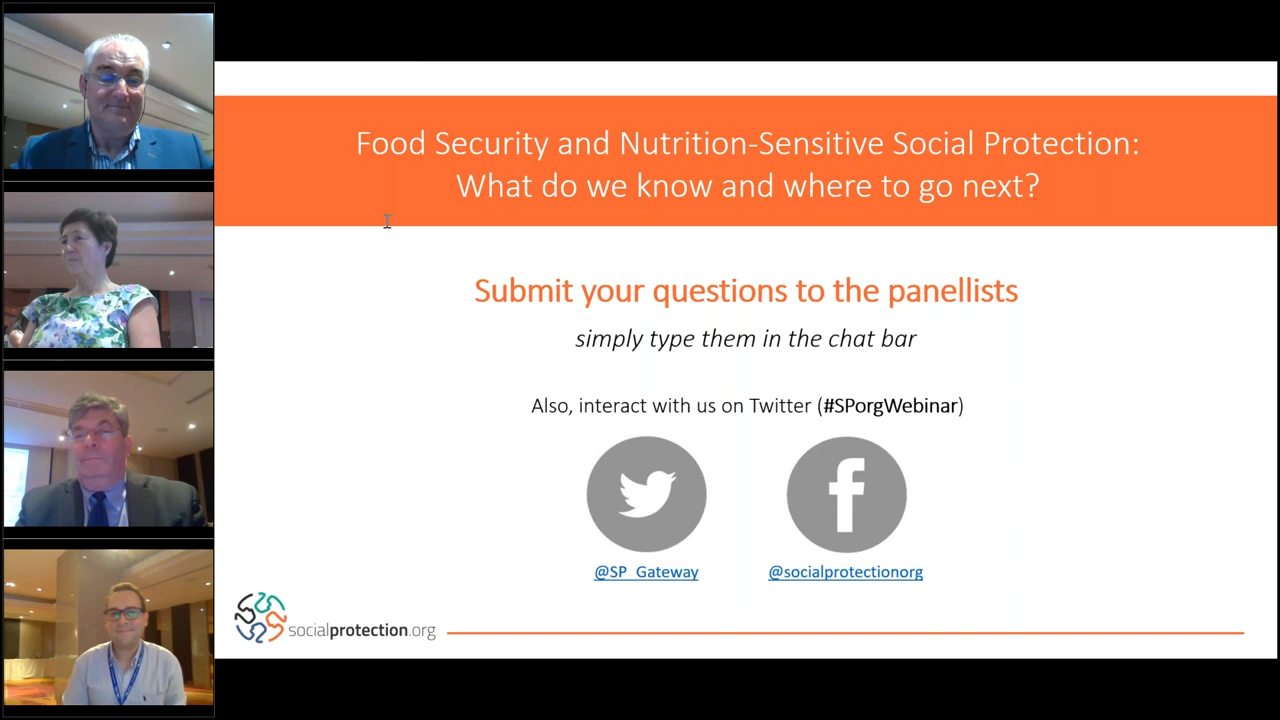 Food Security and Nutrition-Sensitive Social Protection:
What do we know and where to go next?
Submit your questions to the panellists
simply type them in the chat bar
Also, interact with us on Twitter (#SPorgWebinar)
@SP_Gateway
@socialprotectionorg
socialprotection.org